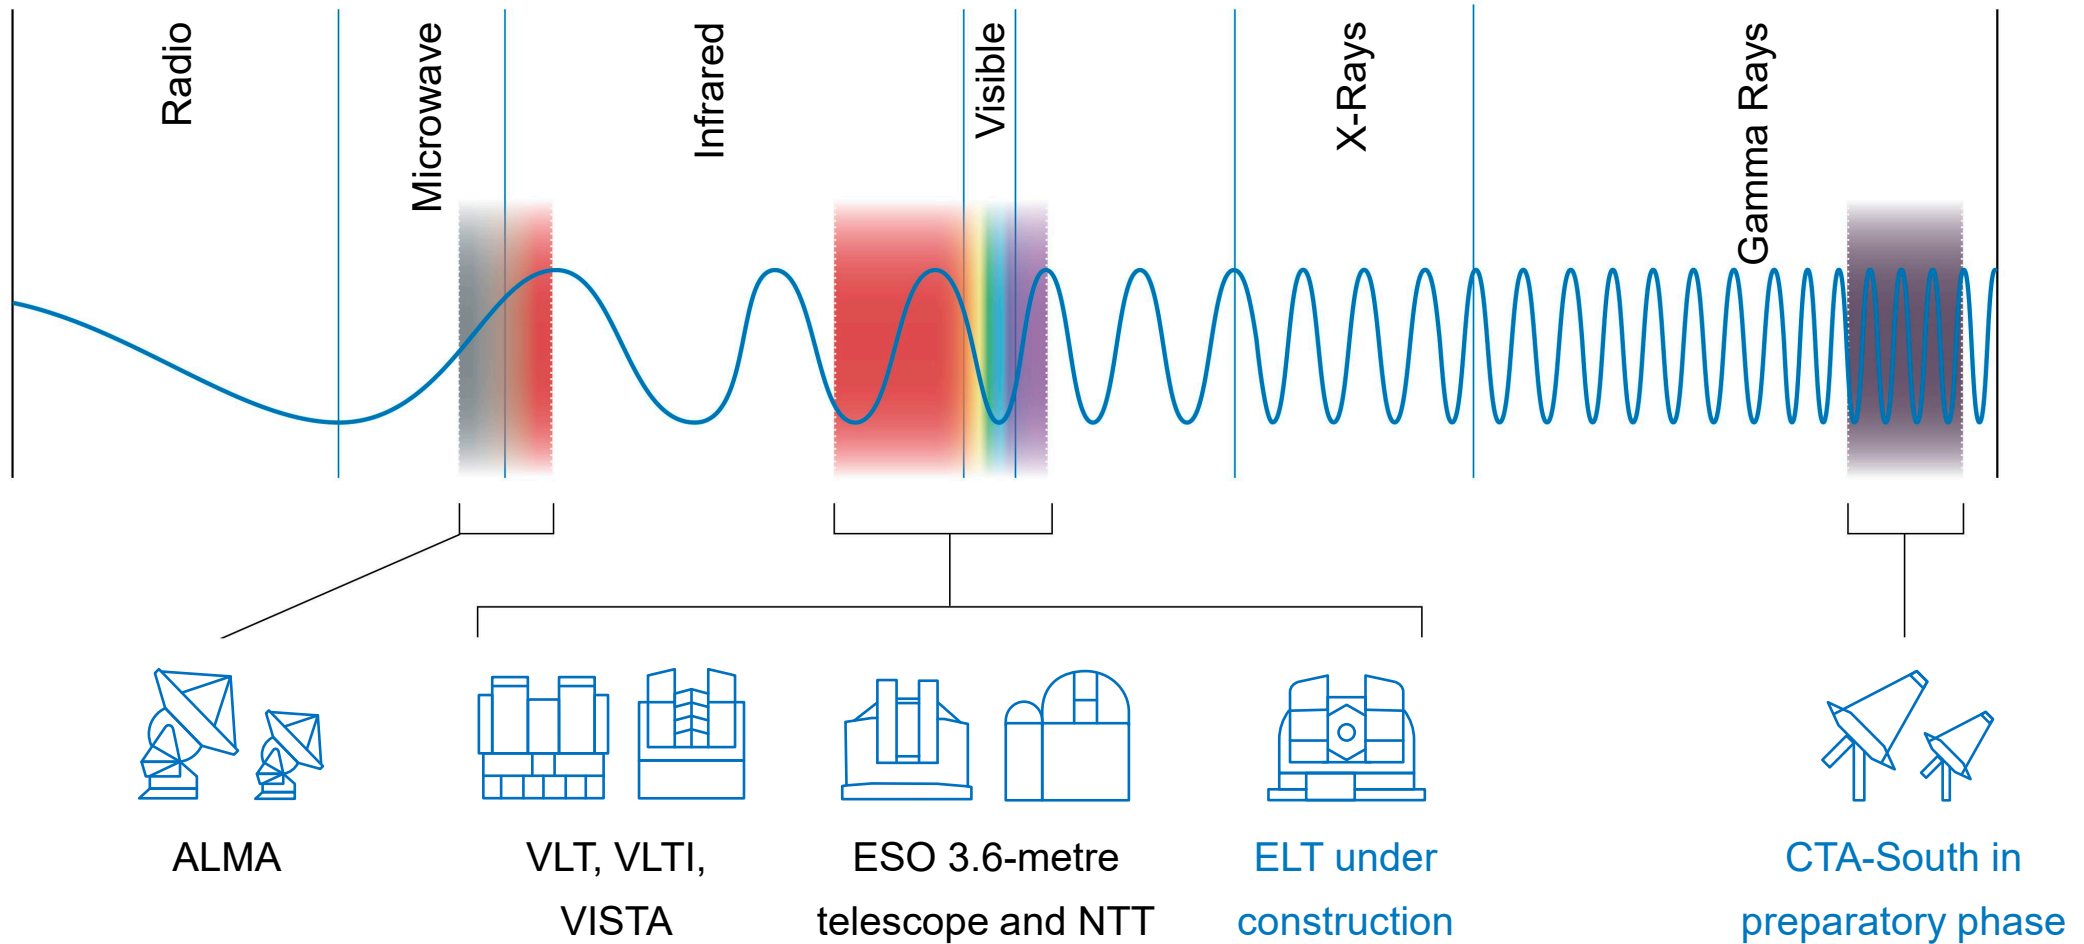 Radio
Microwave
Infrared
Visible
X-Rays
Gamma Rays
ALMA
VLT, VLTI,
VISTA
ESO 3.6-metre
telescope and NTT
ELT under
construction
CTA-South in
preparatory phase